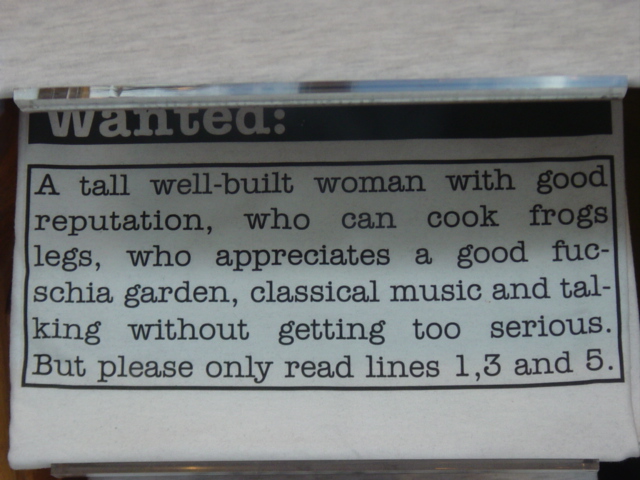 Wanted:
A tall well-built woman with good
reputation, who can cook frogs
legs, who appreciates a good fuc-
schia garden, classical music and tal-
king without getting too serious.
But please only read lines 1,3 and 5.